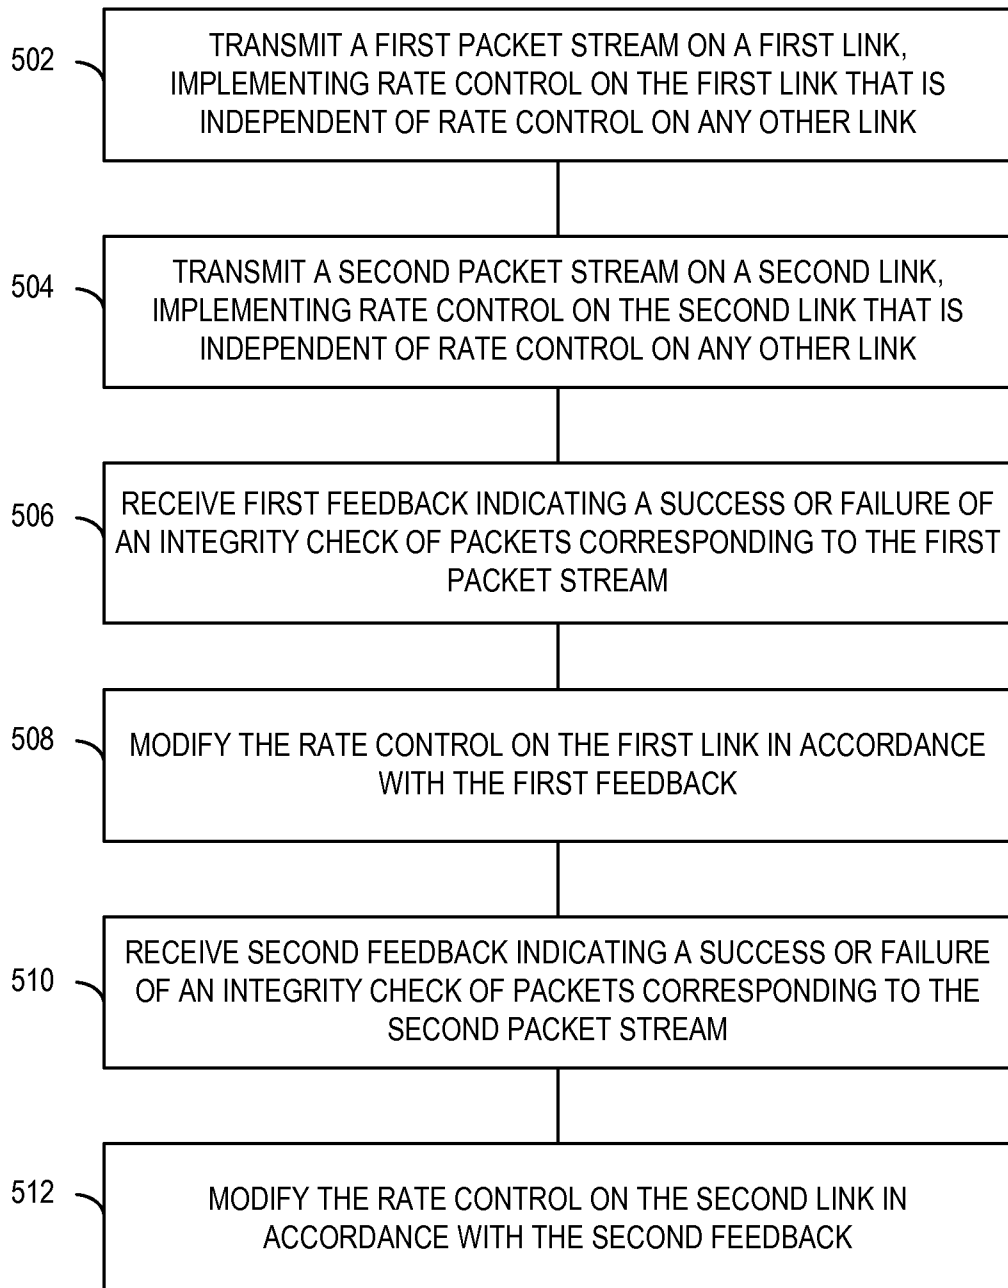 502
TRANSMIT A FIRST PACKET STREAM ON A FIRST LINK,
IMPLEMENTING RATE CONTROL ON THE FIRST LINK THAT IS
INDEPENDENT OF RATE CONTROL ON ANY OTHER LINK
504
TRANSMIT A SECOND PACKET STREAM ON A SECOND LINK,
IMPLEMENTING RATE CONTROL ON THE SECOND LINK THAT IS
INDEPENDENT OF RATE CONTROL ON ANY OTHER LINK
506
RECEIVE FIRST FEEDBACK INDICATING A SUCCESS OR FAILURE OF
AN INTEGRITY CHECK OF PACKETS CORRESPONDING TO THE FIRST
PACKET STREAM
508
MODIFY THE RATE CONTROL ON THE FIRST LINK IN ACCORDANCE
WITH THE FIRST FEEDBACK
510
RECEIVE SECOND FEEDBACK INDICATING A SUCCESS OR FAILURE
OF AN INTEGRITY CHECK OF PACKETS CORRESPONDING TO THE
SECOND PACKET STREAM
512
MODIFY THE RATE CONTROL ON THE SECOND LINK IN
ACCORDANCE WITH THE SECOND FEEDBACK